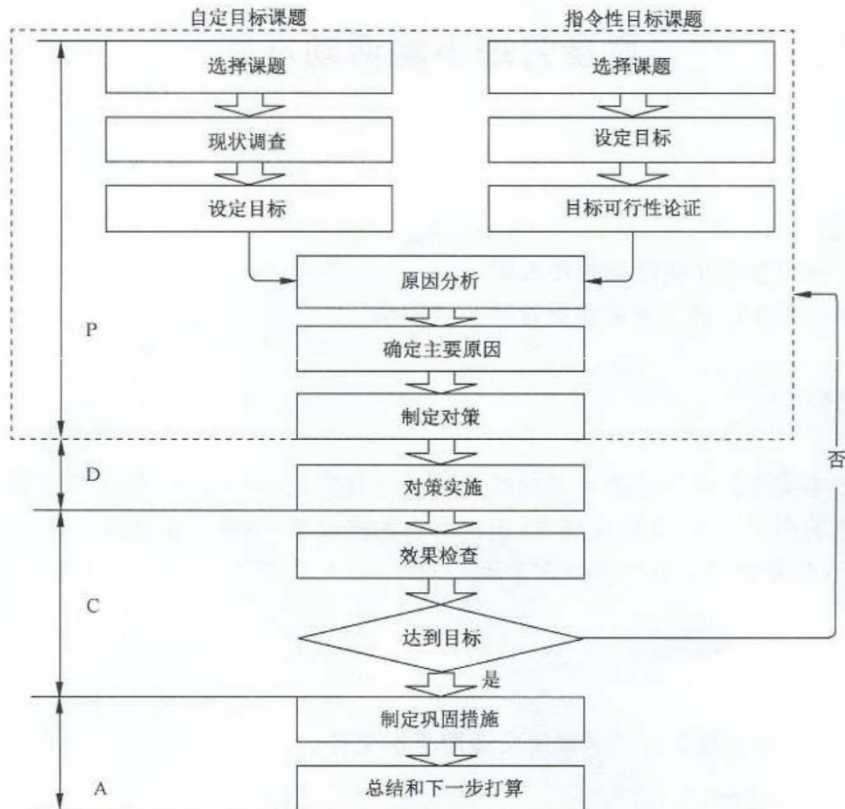 自定目标课题
指令性目标课题
选择课题
选择课题
现状调查
设定目标
设定目标
目标可行性论证
原因分析
P
确定主要原因
制定对策
否
D
对策实施
效果检查
C
达到目标
是
制定巩固措施
A
总结和下一步打算